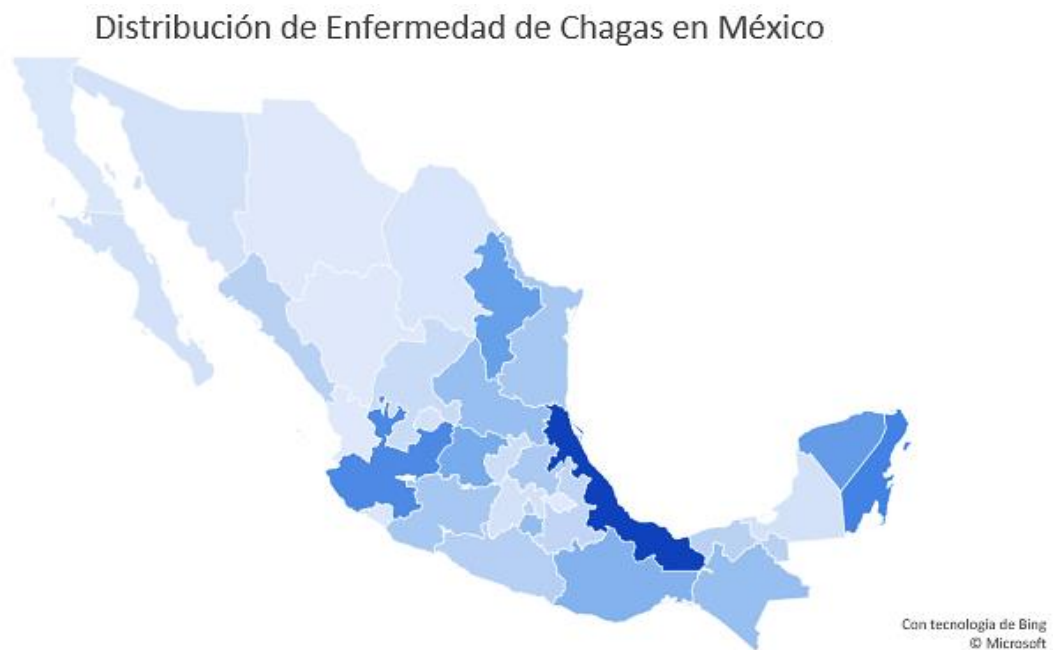 Distribución de Enfermedad de Chagas en México
Con tecnología de Bing
© Microsoft